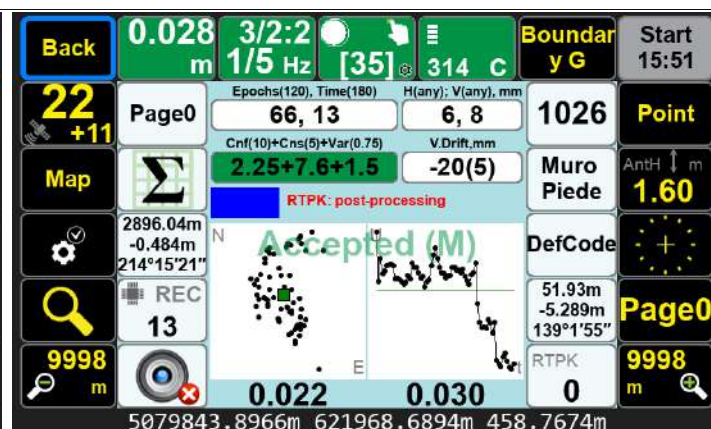 Back
0.028
m
3/2:2
1/5 Hz
[35]
314 C
Boundar
y G
Start
15:51
22
+11
Page0
Epochs(120), Time(180)
66, 13
H(any); V(any), mm
6, 8
1026
Point
Map
Σ
Cnf(10)+Cns(5)+Var(0.75)
2.25+7.6+1.5
V.Drift,mm
-20(5)
Muro
Piede
AntH m
1.60
RTPK: post-processing
2896.04m
-0.484m
214°15'21"
N
Accepted (M)
U
DefCode
REC
13
51.93m
-5.289m
139°1'55"
Page0
9998
m
E
0.022
t
0.030
RTPK
0
9998
m
5079843.8966m 621968.6894m 458.7674m